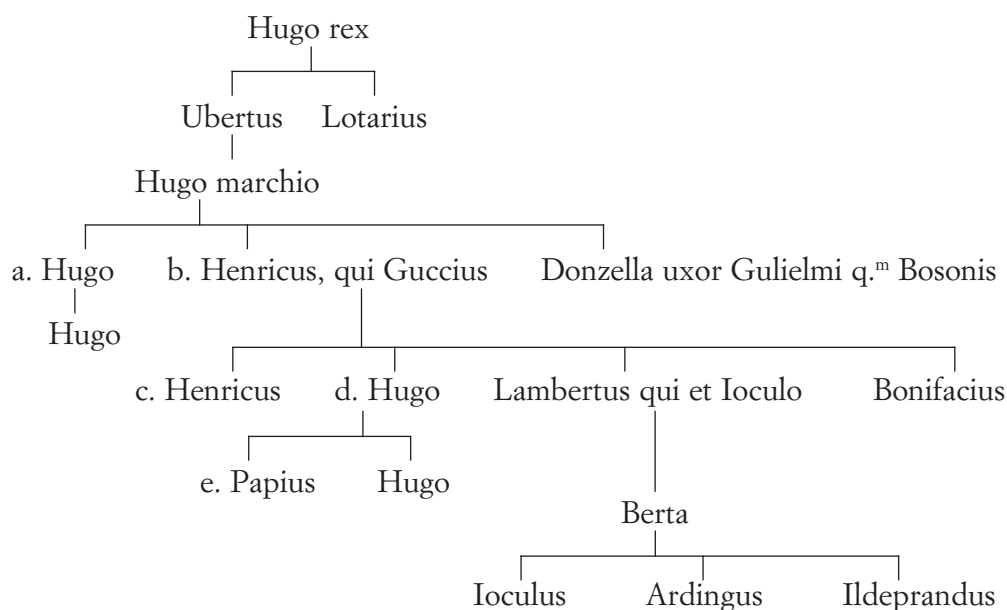 Hugo rex
Ubertus Lotarius
Hugo marchio
a. Hugo b. Henricus, qui Guccius Donzella uxor Gulielmi q.ᵐ Bosonis
Hugo
c. Henricus d. Hugo Lambertus qui et Ioculo Bonifacius
e. Papius Hugo
Berta
Ioculus Ardingus Ildeprandus